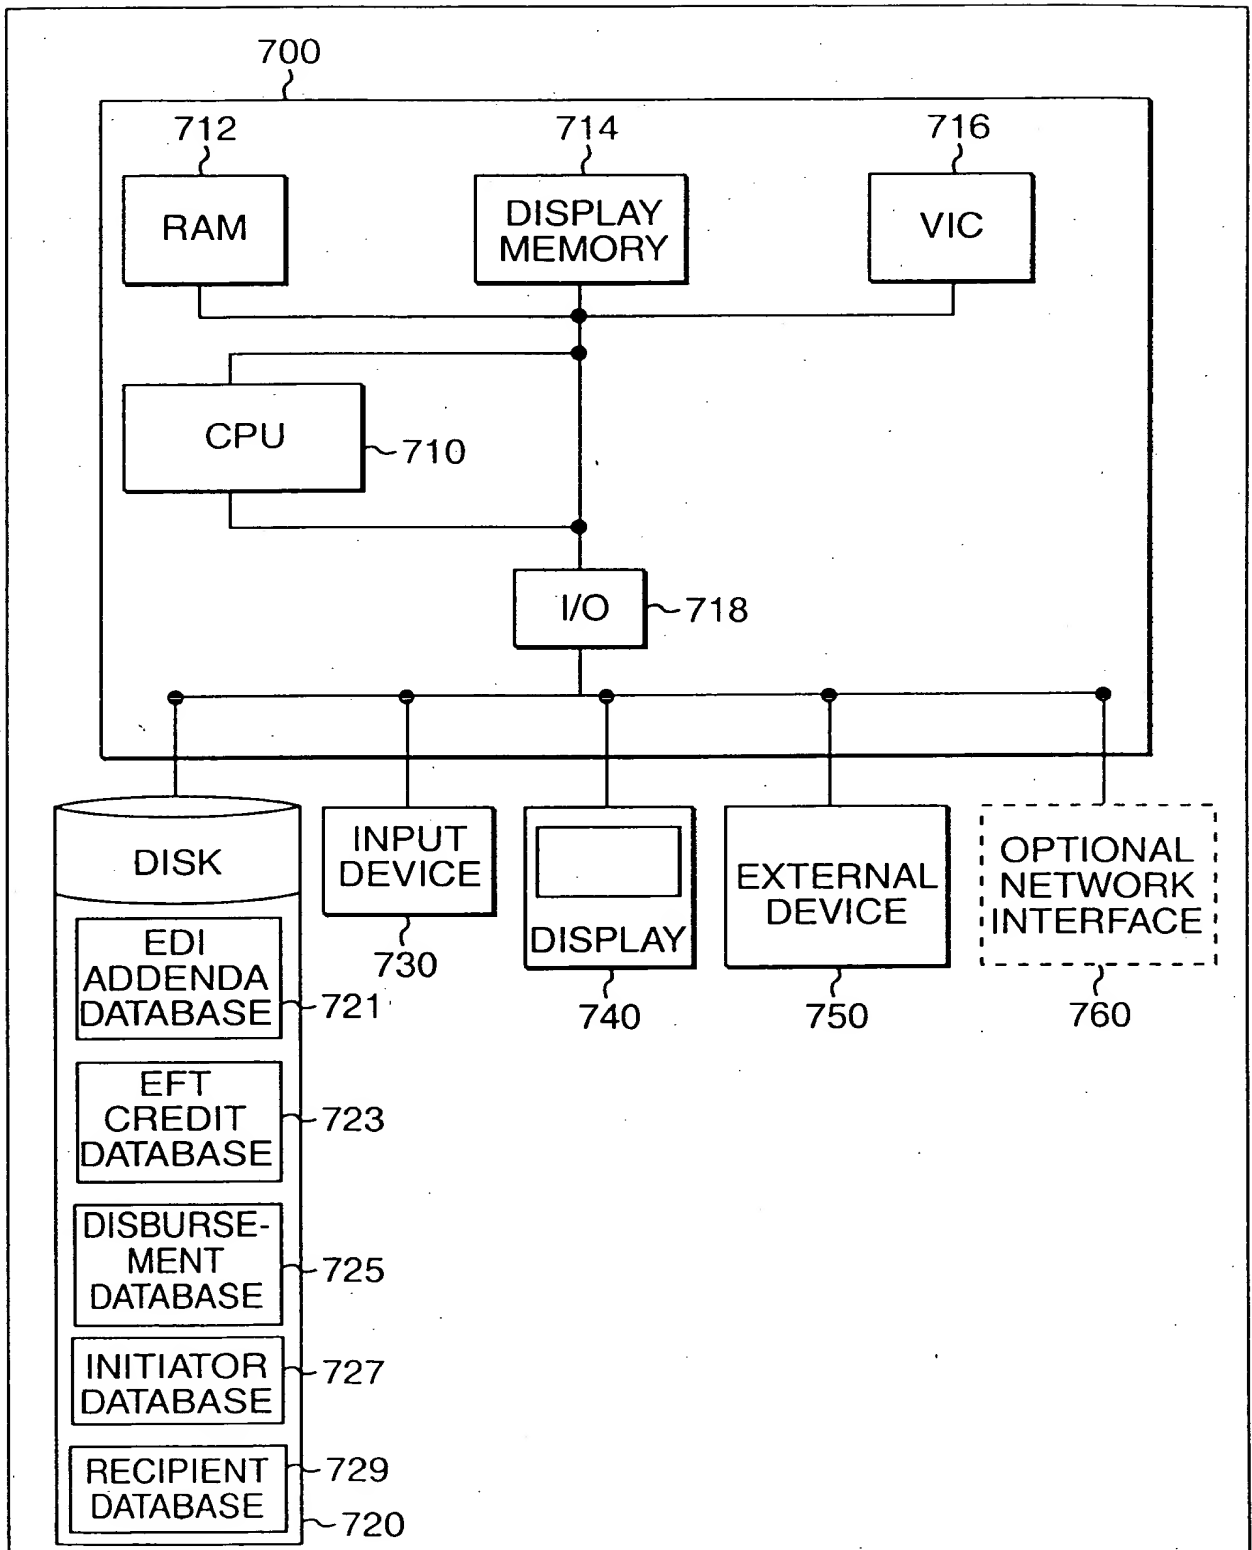 700
712
714
716
RAM
DISPLAY
MEMORY
VIC
CPU
710
I/O
718
DISK
INPUT
DEVICE
730
DISPLAY
740
EXTERNAL
DEVICE
750
OPTIONAL
NETWORK
INTERFACE
760
EDI
ADDENDA
DATABASE
721
EFT
CREDIT
DATABASE
723
DISBURSE-
MENT
DATABASE
725
INITIATOR
DATABASE
727
RECIPIENT
DATABASE
729
720